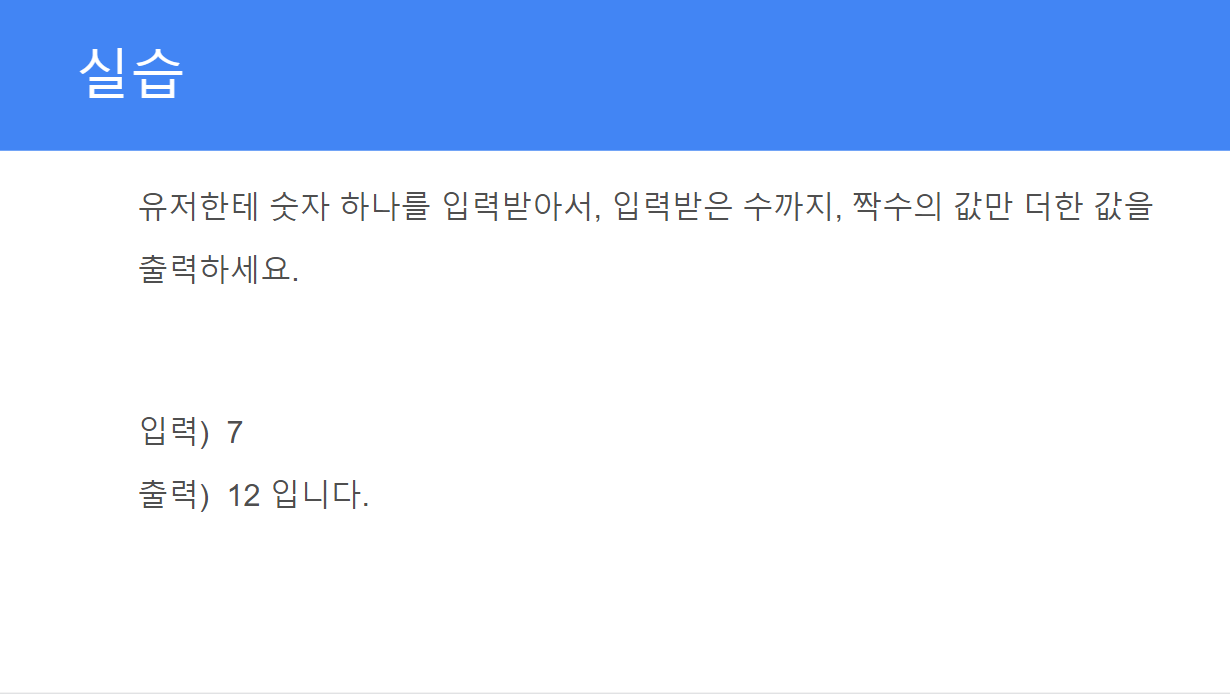 실습
유저한테 숫자 하나를 입력받아서, 입력받은 수까지, 짝수의 값만 더한 값을
출력하세요.
입력) 7
출력) 12 입니다.